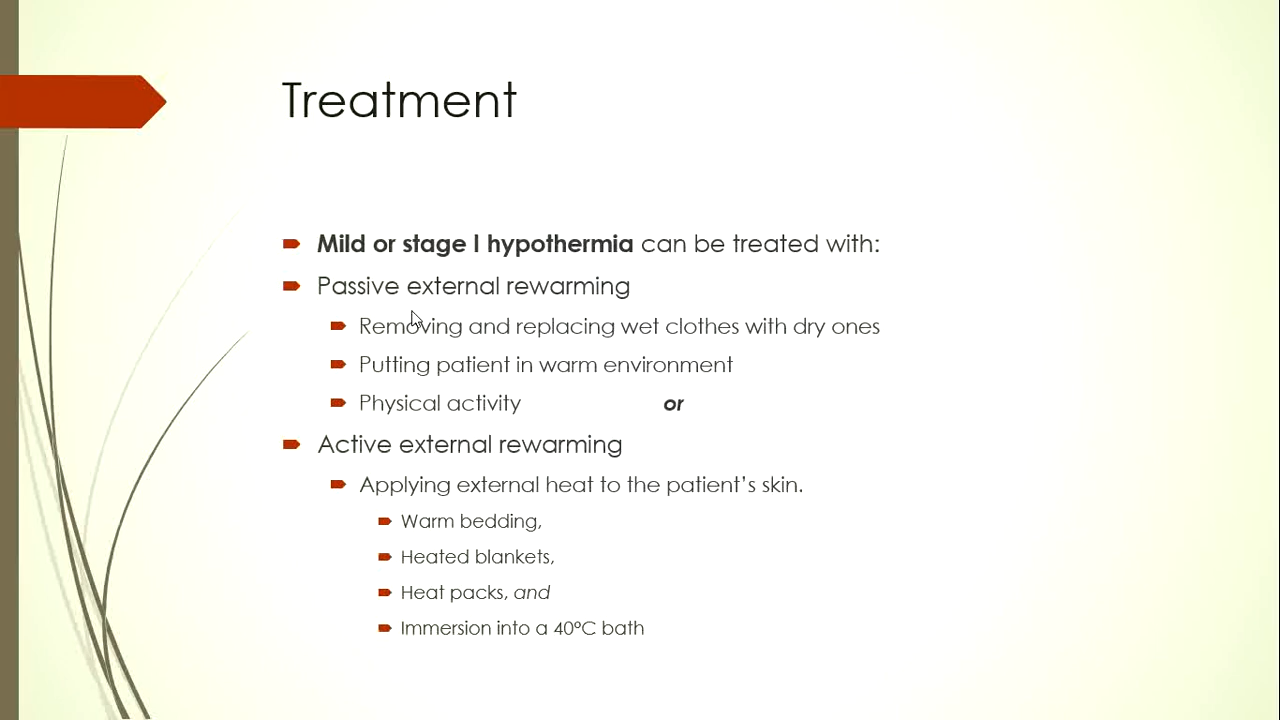 Treatment
Mild or stage I hypothermia can be treated with:
Passive external rewarming
Removing and replacing wet clothes with dry ones
Putting patient in warm environment
Physical activity or
Active external rewarming
Applying external heat to the patient’s skin.
Warm bedding,
Heated blankets,
Heat packs, and
Immersion into a 40°C bath